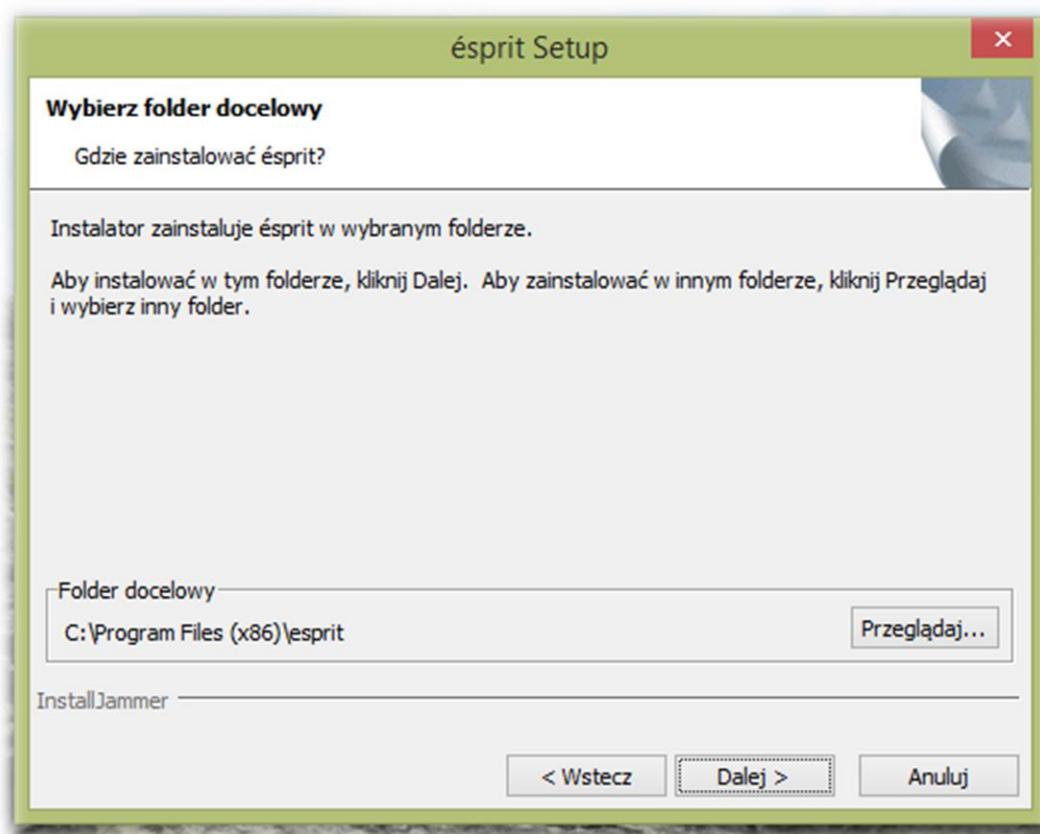 ésprit Setup
Wybierz folder docelowy
Gdzie zainstalować ésprit?
Instalator zainstaluje ésprit w wybranym folderze.
Aby instalować w tym folderze, kliknij Dalej. Aby zainstalować w innym folderze, kliknij Przeglądaj
i wybierz inny folder.
Folder docelowy
C:\Program Files (x86)\esprit
Przeglądaj...
InstallJammer
< Wstecz
Dalej >
Anuluj